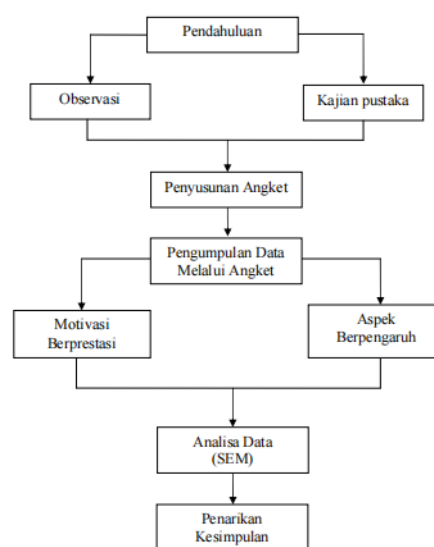 Pendahuluan
Observasi
Kajian pustaka
Penyusunan Angket
Pengumpulan Data
Melalui Angket
Motivasi
Berprestasi
Aspek
Berpengaruh
Analisa Data
(SEM)
Penarikan
Kesimpulan